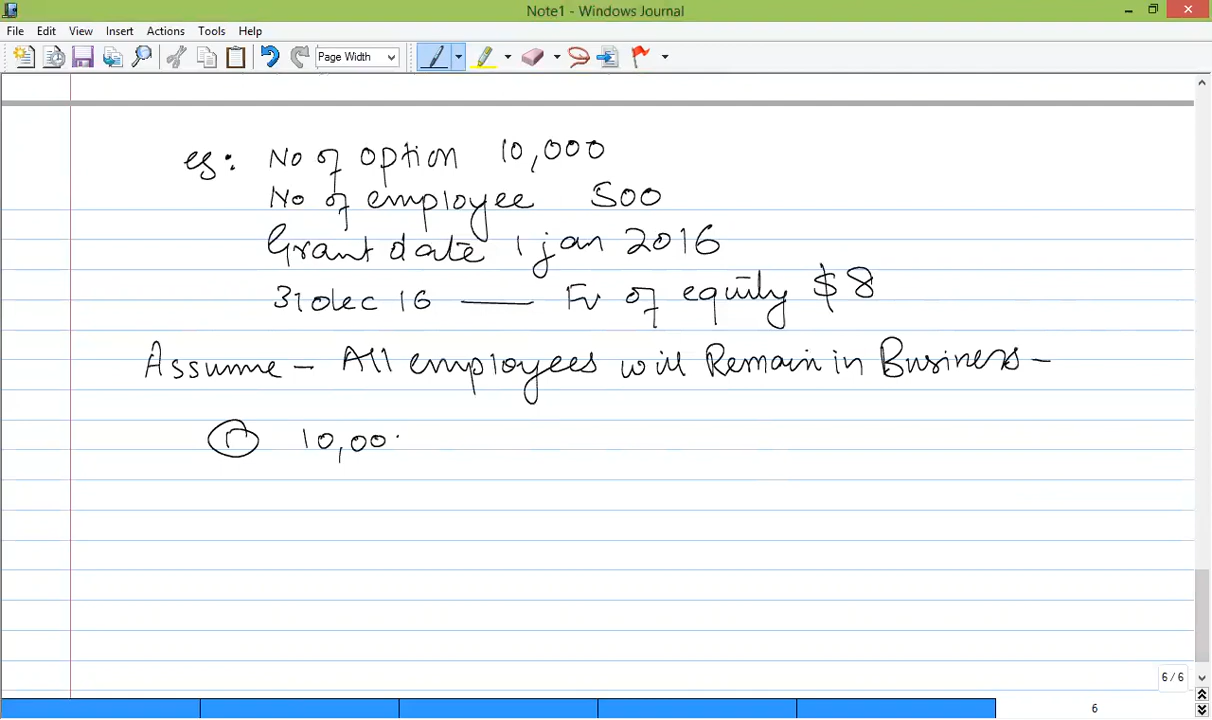 Note1 - Windows Journal
File Edit View Insert Actions Tools Help
Page Width
eg: No of option 10,000
No of employee 500
Grant date 1 jan 2016
31 dec 16 — Fv of equity $8
Assume - All employees will Remain in Business -
① 10,00
6 / 6
6